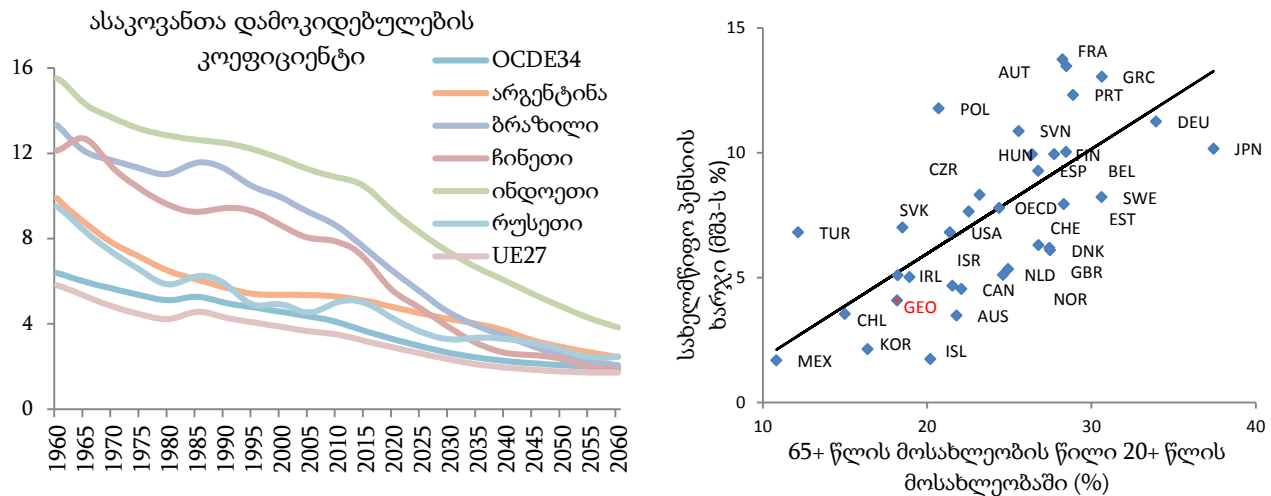 ასაკოვანთა დამოკიდებულების
კოეფიციენტი
16
12
8
4
0
OCDE34
არგენტინა
ბრაზილი
ჩინეთი
ინდოეთი
რუსეთი
UE27
1960
1965
1970
1975
1980
1985
1990
1995
2000
2005
2010
2015
2020
2025
2030
2035
2040
2045
2050
2055
2060
სახელმწიფო პენსიის
ხარჯი (მშპ-ს %)
15
10
5
0
FRA
AUT
GRC
PRT
POL
DEU
SVN
JPN
HUN
FIN
CZR
ESP
BEL
SWE
SVK
OECD
EST
TUR
USA
CHE
DNK
ISR
IRL
NLD
GBR
CAN
NOR
GEO
AUS
CHL
KOR
ISL
MEX
10
20
30
40
65+ წლის მოსახლეობის წილი 20+ წლის
მოსახლეობაში (%)